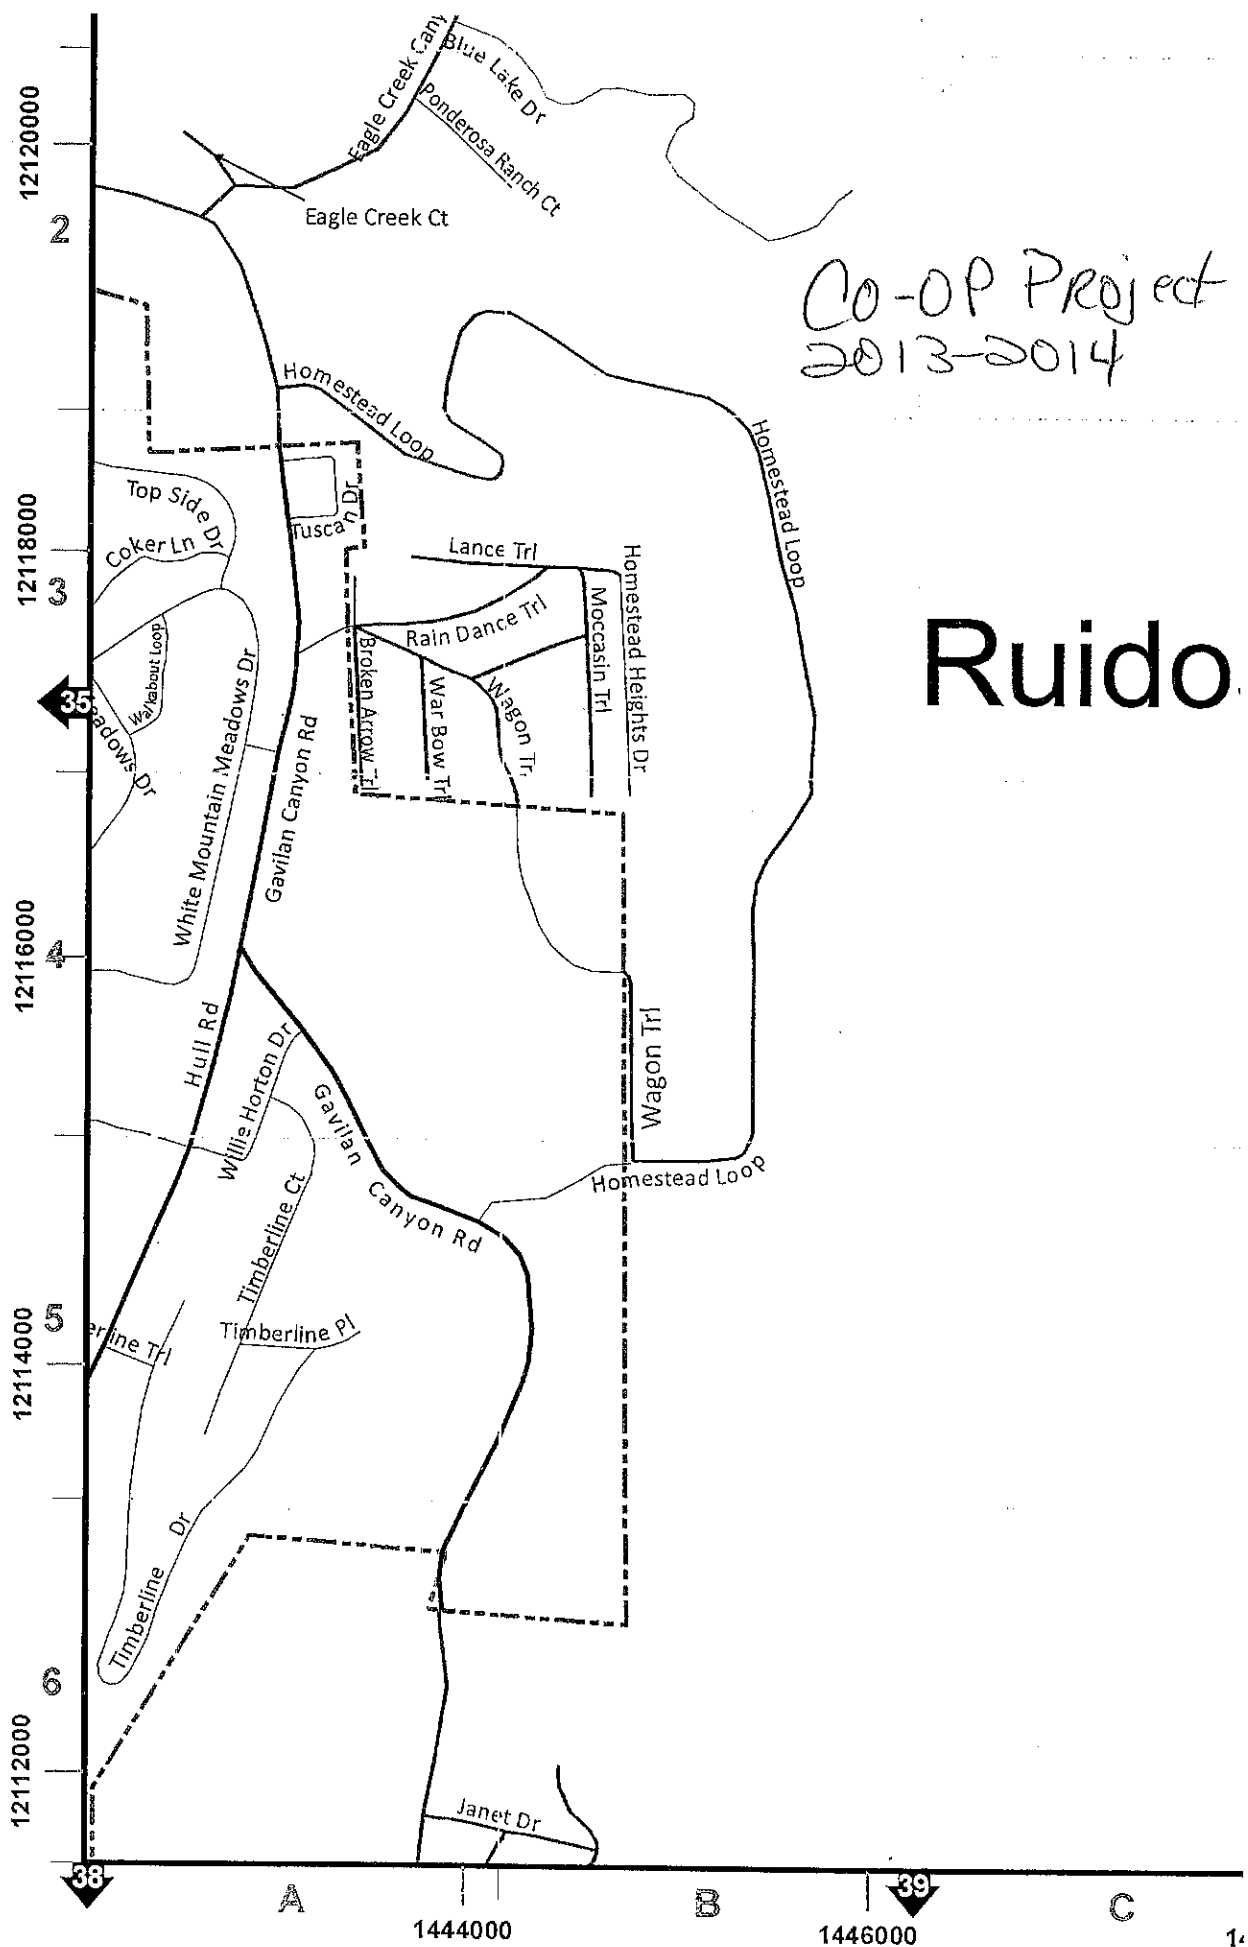 Eagle Creek Cany
Blue Lake Dr
Ponderosa Ranch Ct
12120000
Eagle Creek Ct
2
Co-OP Project
2013-2014
Homestead Loop
Homestead Loop
Top Side Dr
Tuscan Dr
Coker Ln
12118000
Lance Trl
3
Rain Dance Trl
Moccasin Trl
Homestead Heights Dr
Ruido
Walkabout Loop
Broken Arrow Trl
War Bow Trl
Wagon Tr
35
eadows Dr
White Mountain Meadows Dr
Gavilan Canyon Rd
12116000
4
Hull Rd
Wagon Trl
Willie Horton Dr
Gavilan
Canyon Rd
Homestead Loop
Timberline Ct
12114000
5
erline Trl
Timberline Pl
Timberline Dr
6
12112000
Janet Dr
38
39
A
B
C
1444000
1446000
14